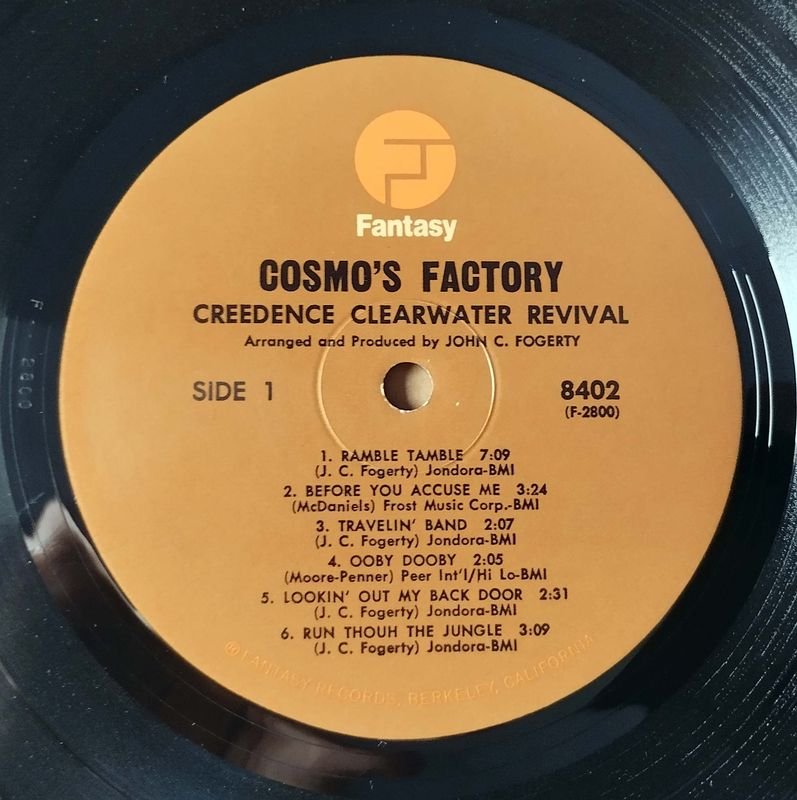 Fantasy
COSMO'S FACTORY
CREEDENCE CLEARWATER REVIVAL
Arranged and Produced by JOHN C. FOGERTY
SIDE 1
8402
(F-2800)
1. RAMBLE TAMBLE 7:09
(J. C. Fogerty) Jondora-BMI
2. BEFORE YOU ACCUSE ME 3:24
(McDaniels) Frost Music Corp.-BMI
3. TRAVELIN' BAND 2:07
(J. C. Fogerty) Jondora-BMI
4. OOBY DOOBY 2:05
(Moore-Penner) Peer Int'l/Hi Lo-BMI
5. LOOKIN' OUT MY BACK DOOR 2:31
(J. C. Fogerty) Jondora-BMI
6. RUN THOUH THE JUNGLE 3:09
(J. C. Fogerty) Jondora-BMI
® FANTASY RECORDS, BERKELEY, CALIFORNIA
F - 2800